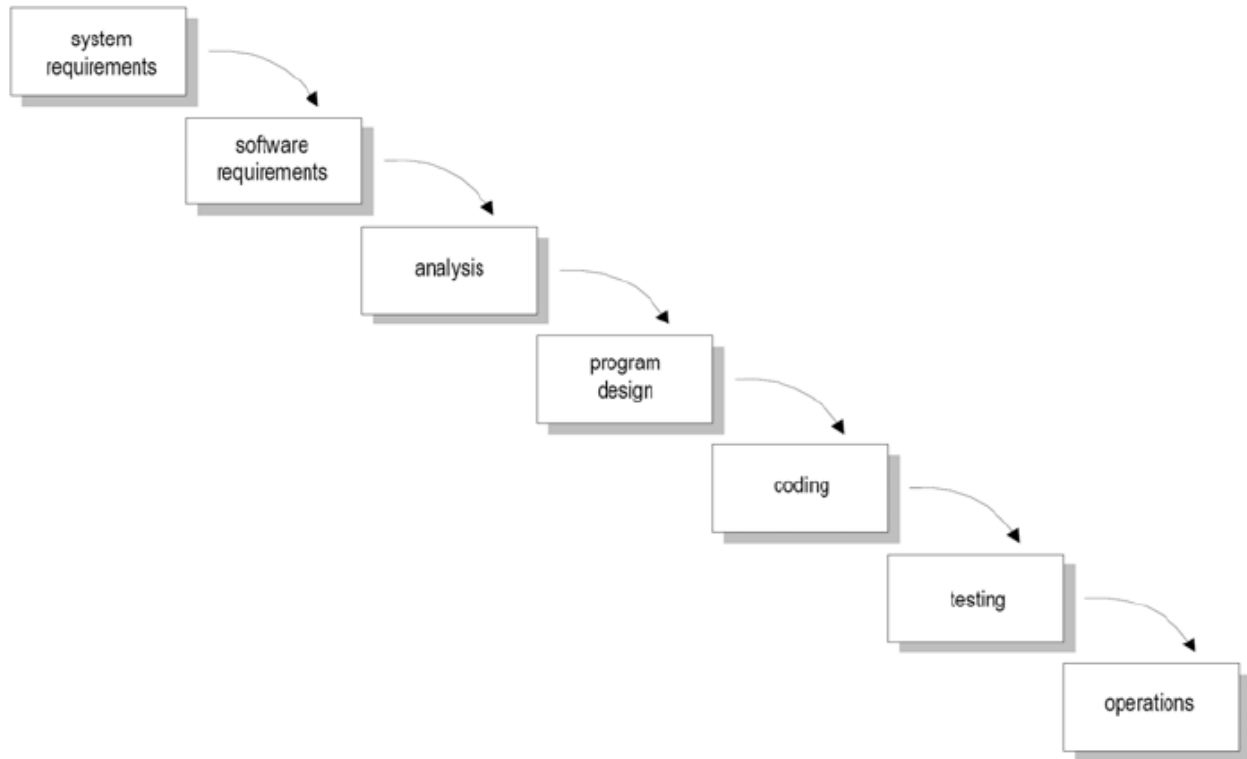 system
requirements
software
requirements
analysis
program
design
coding
testing
operations